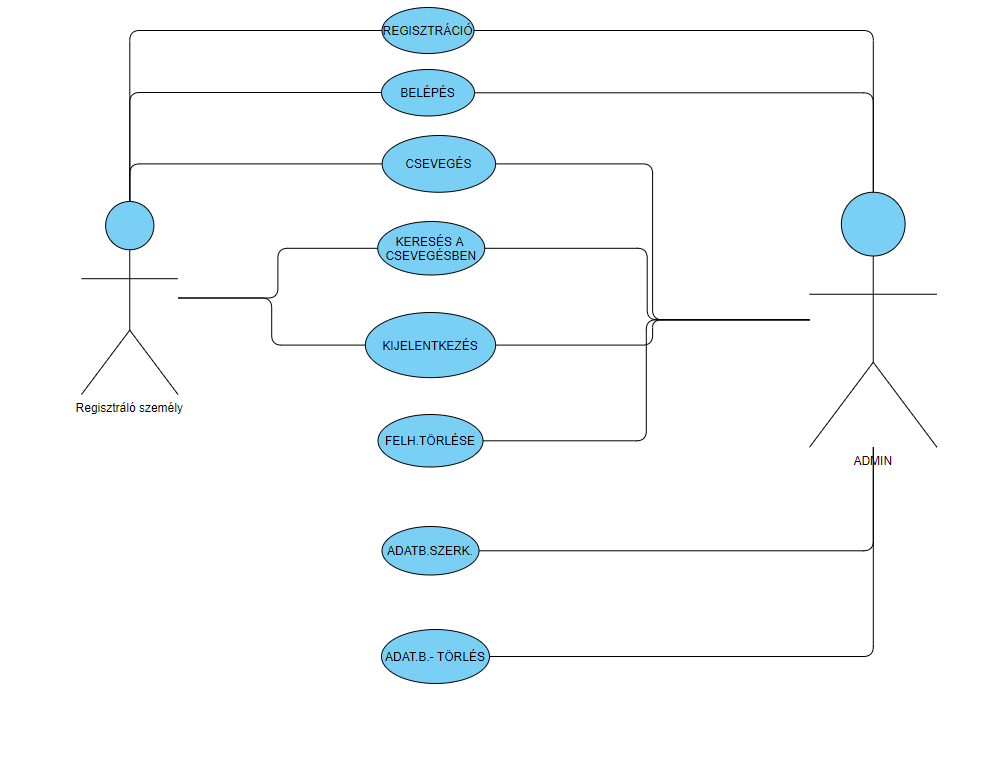 REGISZTRÁCIÓ
BELÉPÉS
CSEVEGÉS
KERESÉS A
CSEVEGÉSBEN
KIJELENTKEZÉS
Regisztráló személy
FELH.TÖRLÉSE
ADMIN
ADATB.SZERK.
ADAT.B.- TÖRLÉS